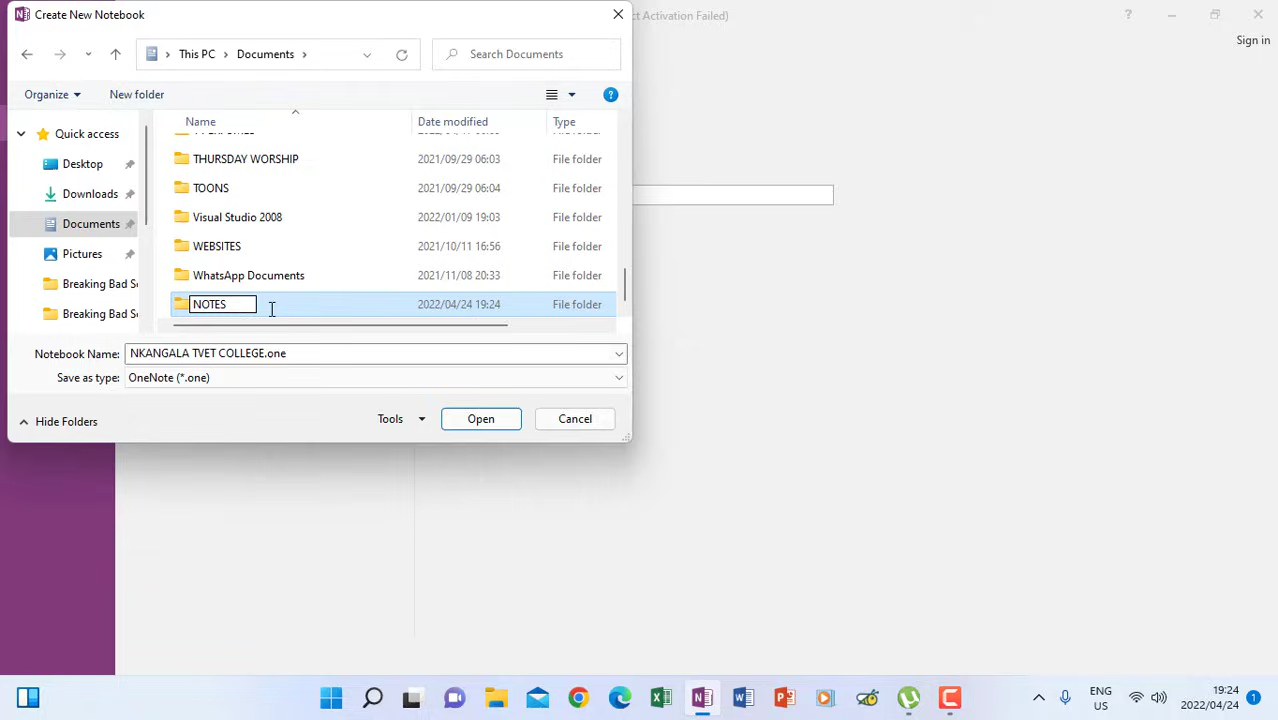 Create New Notebook
ct Activation Failed)
Sign in
This PC
Documents
Search Documents
Organize
New folder
Name
Date modified
Type
Quick access
THURSDAY WORSHIP 2021/09/29 06:03 File folder
Desktop
TOONS 2021/09/29 06:04 File folder
Downloads
Visual Studio 2008 2022/01/09 19:03 File folder
Documents
WEBSITES 2021/10/11 16:56 File folder
Pictures
WhatsApp Documents 2021/11/08 20:33 File folder
Breaking Bad S
NOTES 2022/04/24 19:24 File folder
Breaking Bad S
Notebook Name: NKANGALA TVET COLLEGE.one
Save as type: OneNote (*.one)
Hide Folders
Tools
Open
Cancel
ENG
US
19:24
2022/04/24
1